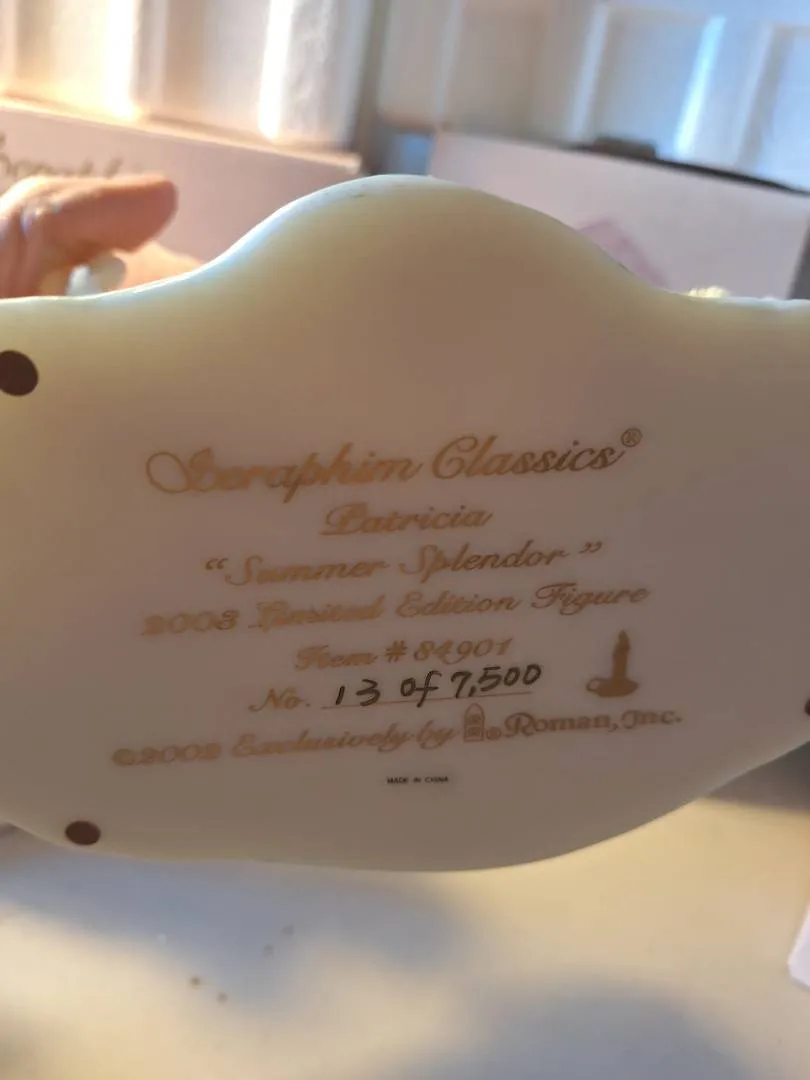 Seraphim Classics®
Patricia
"Summer Splendor"
2003 Limited Edition Figure
Item # 84901
No. 13 of 7,500
©2002 Exclusively by ® Roman, Inc.
MADE IN CHINA